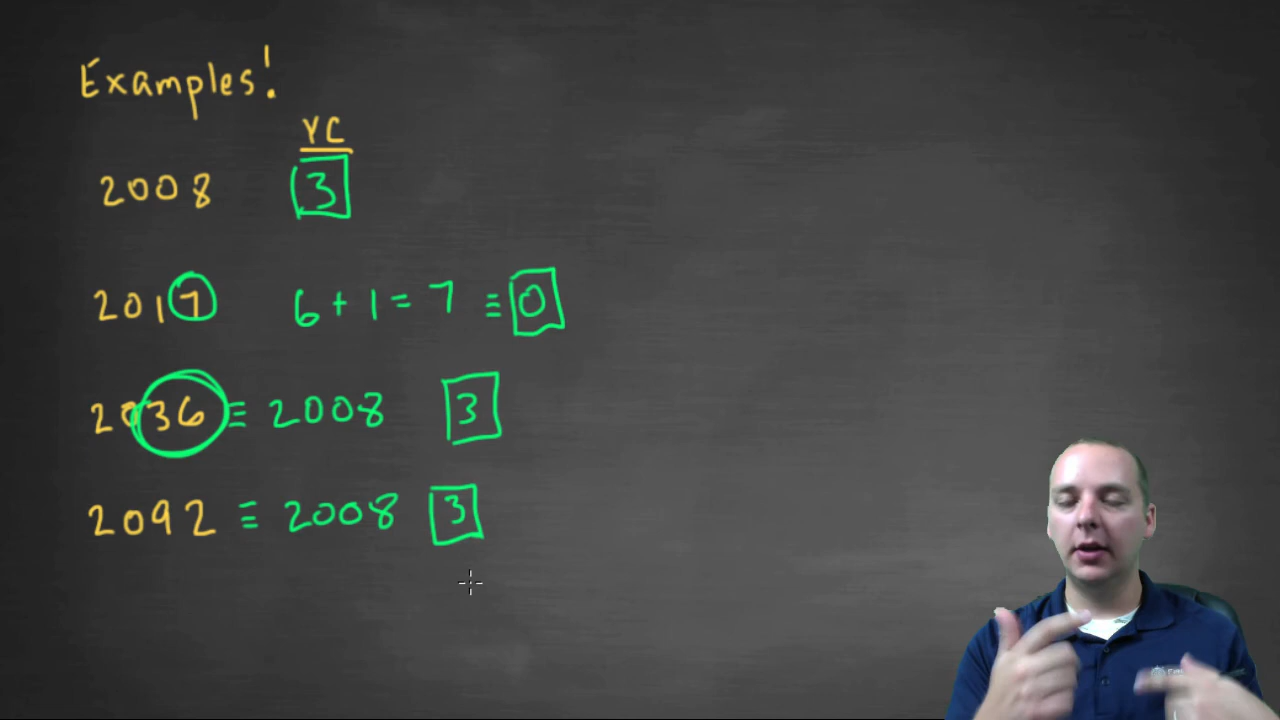 Examples!
YC
2008 3
2017 6 + 1 = 7 ≡ 0
2036 ≡ 2008 3
2092 ≡ 2008 3